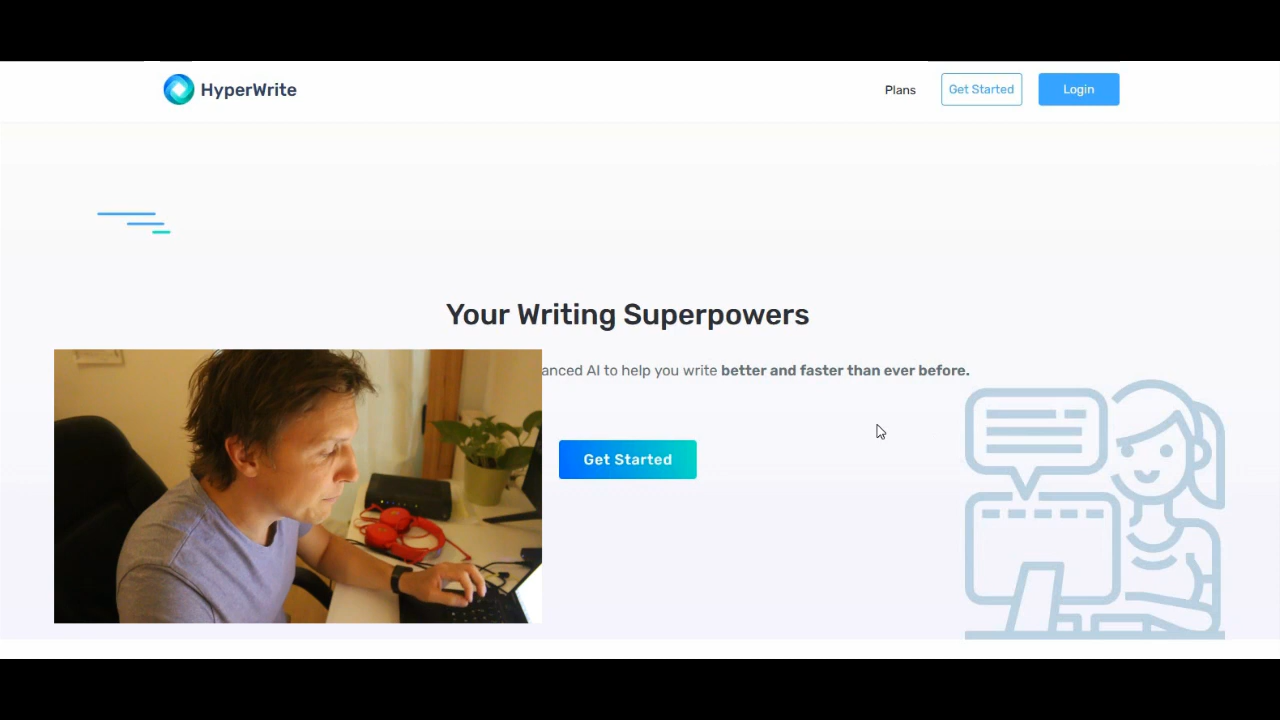 HyperWrite
Plans
Get Started
Login
Your Writing Superpowers
AI to help you write better and faster than ever before.
Get Started